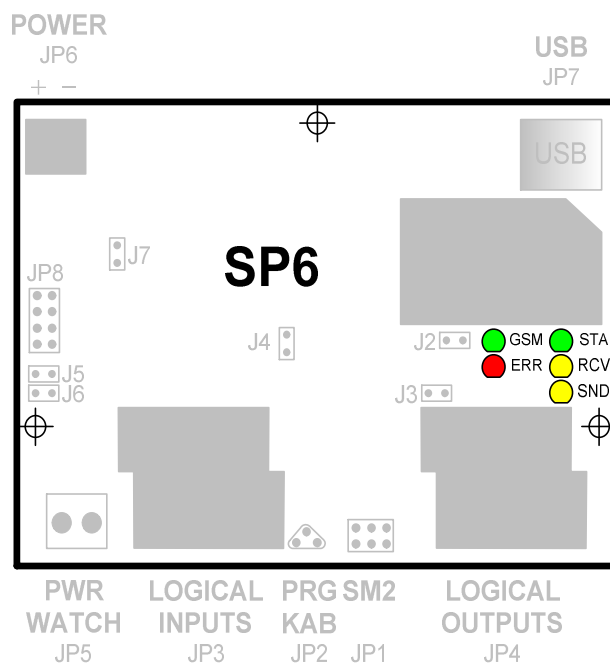 POWER
JP6
+ −
USB
JP7
USB
SP6
J7
JP8
J4
J2
GSM
STA
ERR
RCV
J5
J6
J3
SND
PWR
WATCH
JP5
LOGICAL
INPUTS
JP3
PRG
KAB
JP2
SM2
JP1
LOGICAL
OUTPUTS
JP4